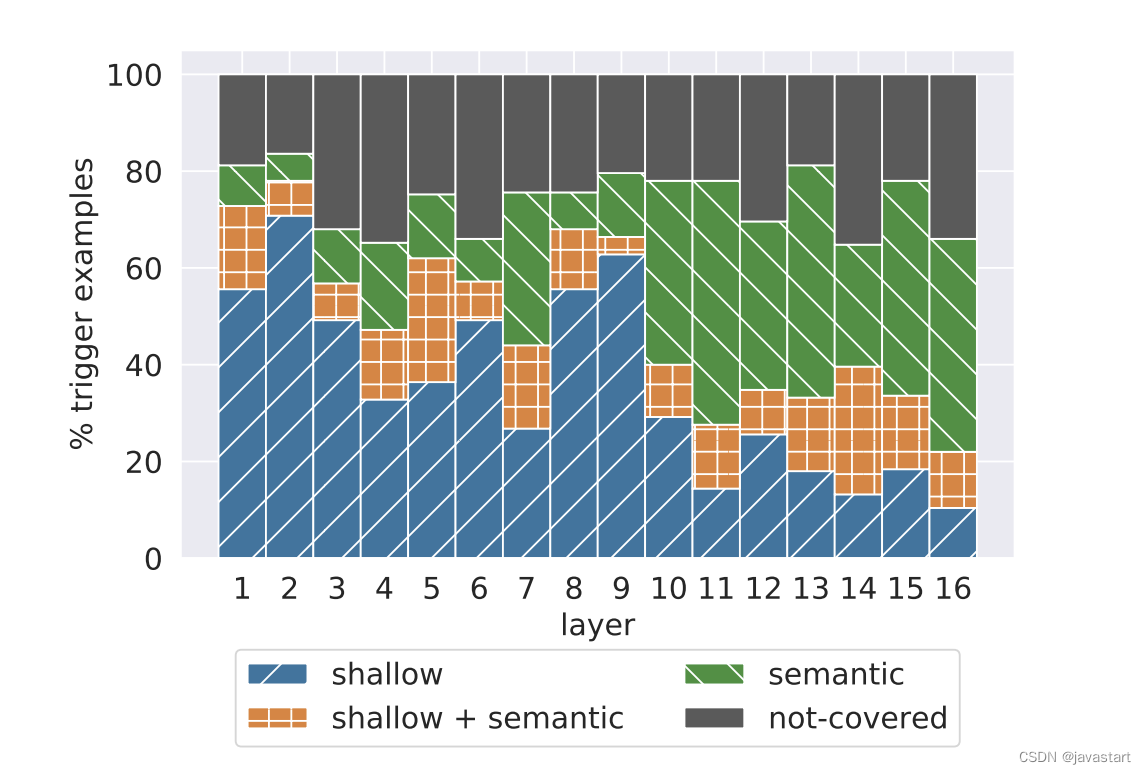 100
80
60
40
20
0
% trigger examples
1 2 3 4 5 6 7 8 9 10 11 12 13 14 15 16
layer
shallow
semantic
shallow + semantic
not-covered
CSDN @javastart